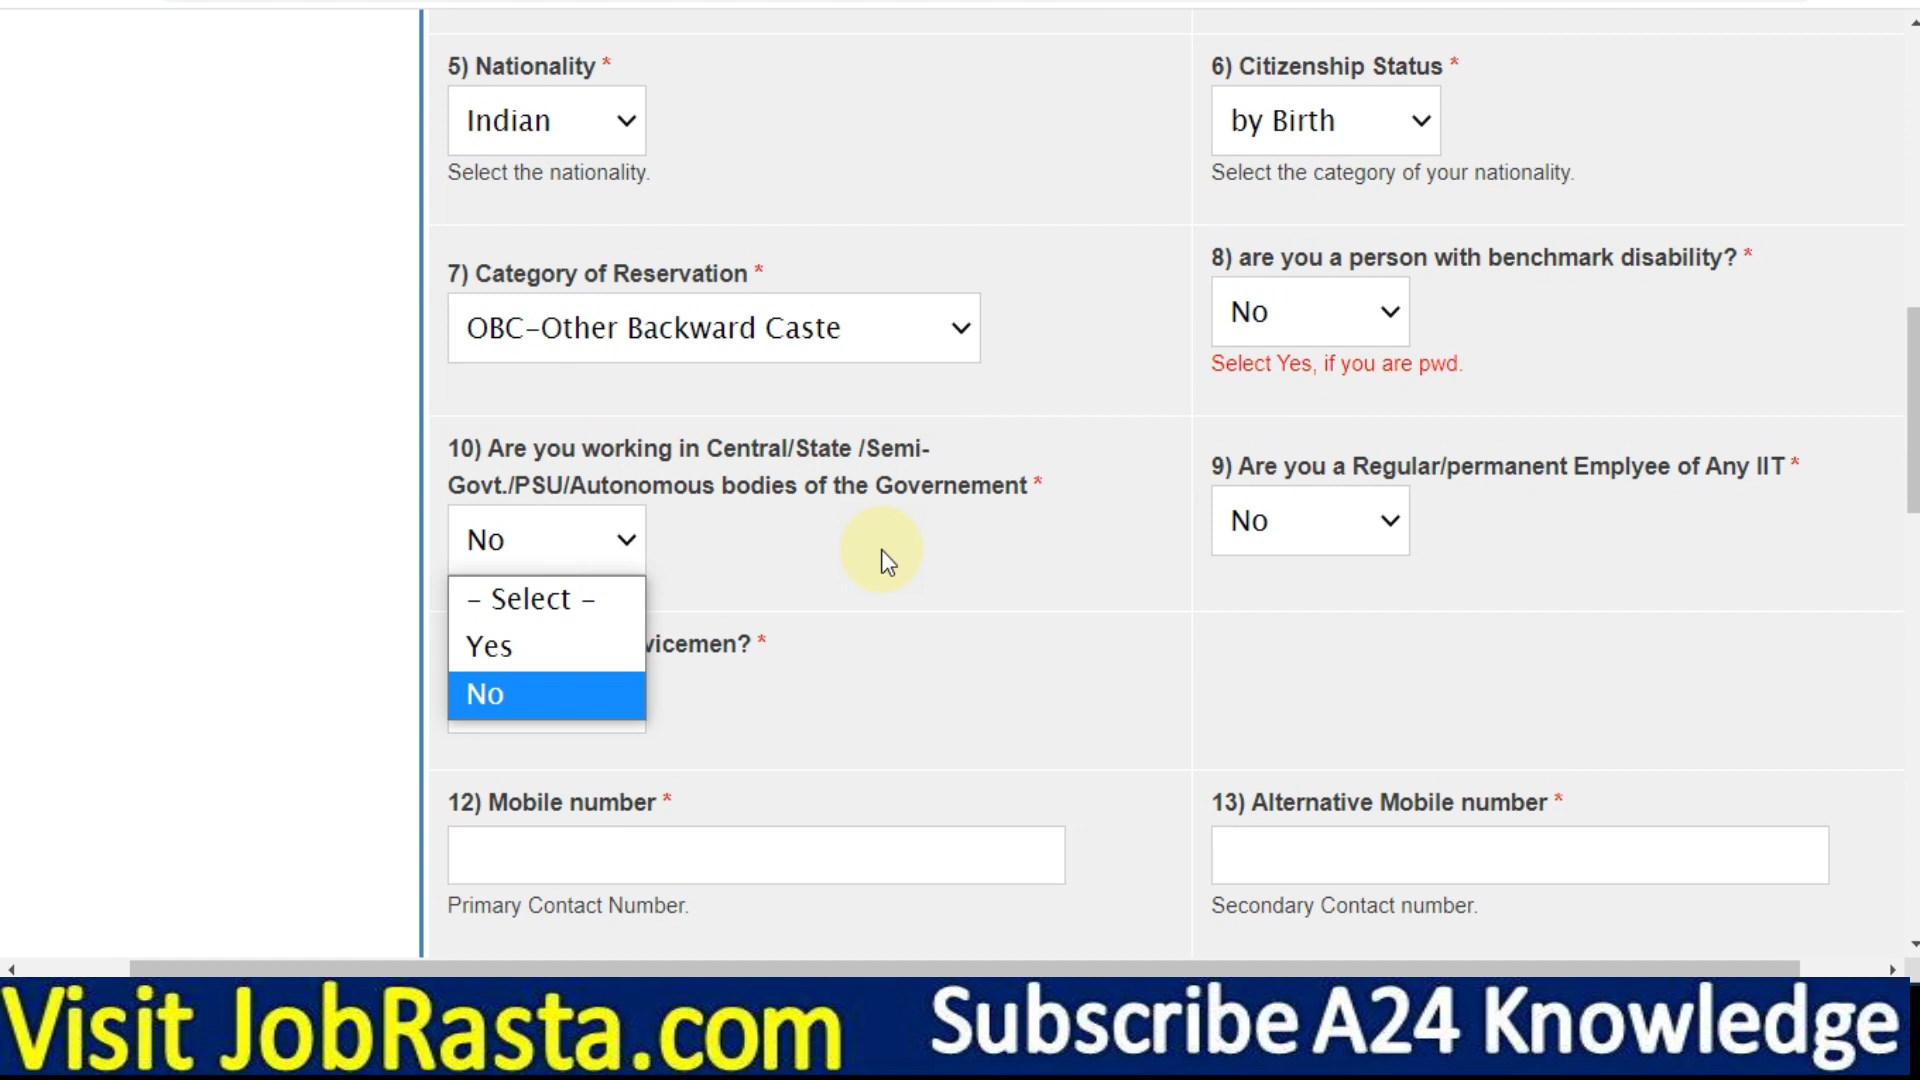 5) Nationality *
6) Citizenship Status *
Indian
by Birth
Select the nationality.
Select the category of your nationality.
7) Category of Reservation *
8) are you a person with benchmark disability? *
OBC-Other Backward Caste
No
Select Yes, if you are pwd.
10) Are you working in Central/State /Semi-
Govt./PSU/Autonomous bodies of the Governement *
9) Are you a Regular/permanent Emplyee of Any IIT *
No
No
- Select -
Yes
No
vicemen? *
12) Mobile number *
13) Alternative Mobile number *
Primary Contact Number.
Secondary Contact number.
Visit JobRasta.com
Subscribe A24 Knowledge